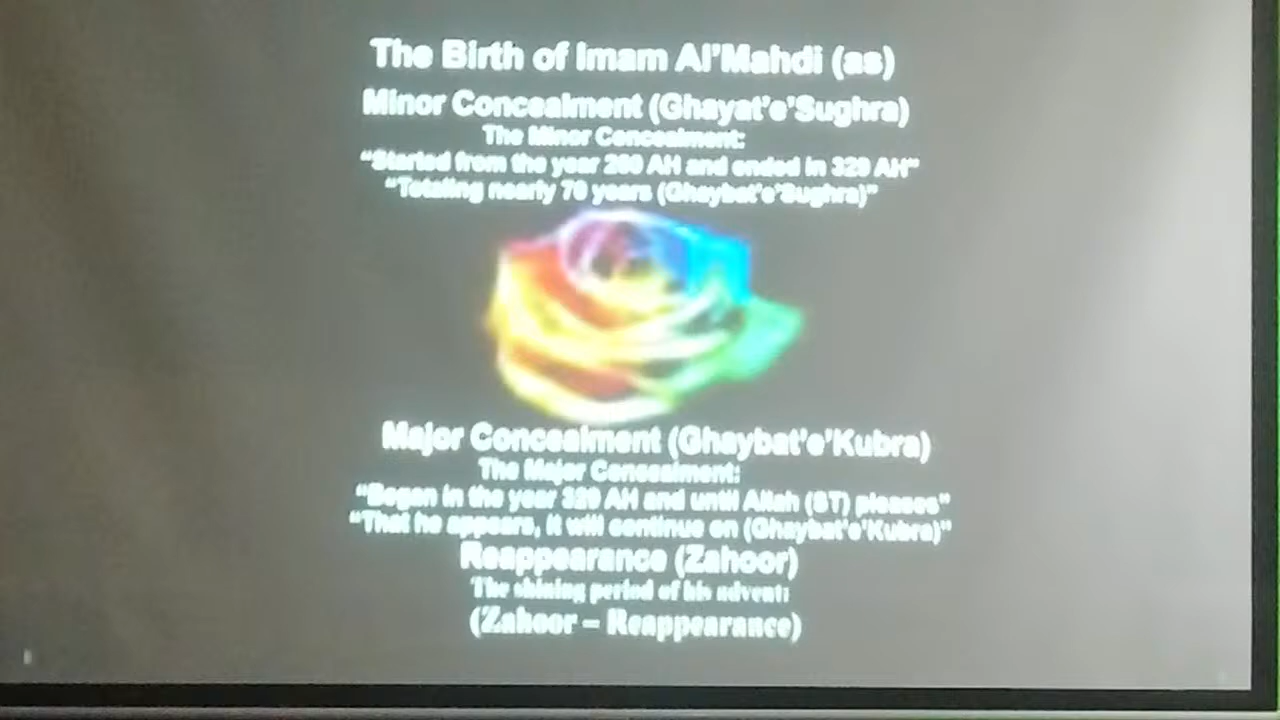 The Birth of Imam Al'Mahdi (as)
Minor Concealment (Ghayat'e'Sughra)
The Minor Concealment:
“Started from the year 260 AH and ended in 329 AH”
“Totaling nearly 70 years (Ghaybat'e'Sughra)”
Major Concealment (Ghaybat'e'Kubra)
The Major Concealment:
“Began in the year 329 AH and until Allah (ST) pleases”
“That he appears, it will continue on (Ghaybat'e'Kubra)”
Reappearance (Zahoor)
The shining period of his advent:
(Zahoor – Reappearance)